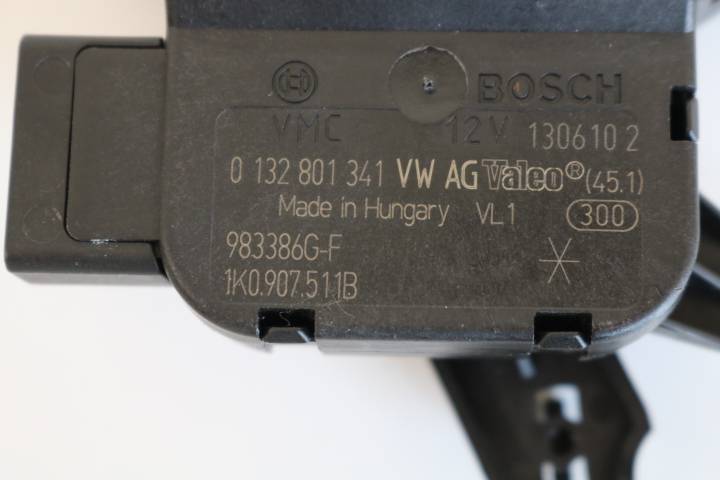 BOSCH
VMC 12V 1306102
0 132 801 341 VW AG Valeo® (45.1)
Made in Hungary VL1 300
983386G-F
1K0.907.511B